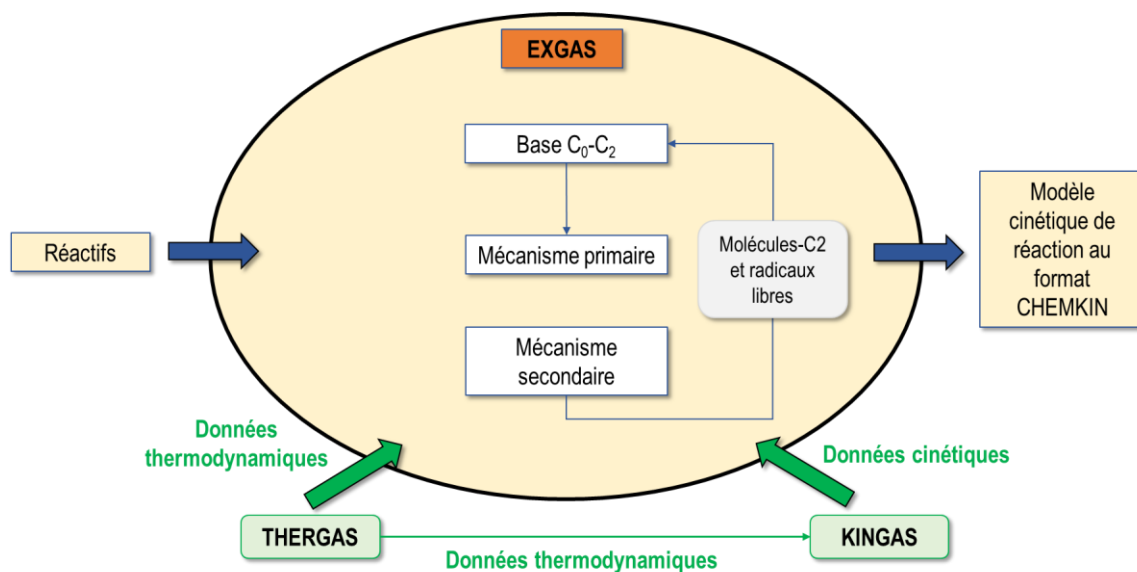 EXGAS
Base C₀-C₂
Réactifs
Mécanisme primaire
Molécules-C2
et radicaux
libres
Modèle
cinétique de
réaction au
format
CHEMKIN
Mécanisme
secondaire
Données
thermodynamiques
Données cinétiques
THERGAS
Données thermodynamiques
KINGAS